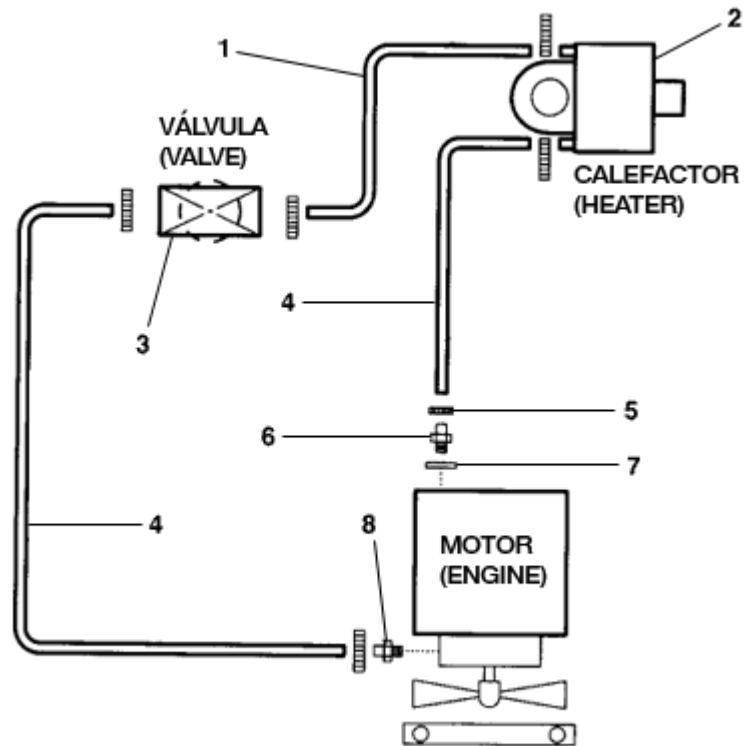 1
2
VÁLVULA
(VALVE)
CALEFACTOR
(HEATER)
3
4
5
6
7
4
8
MOTOR
(ENGINE)